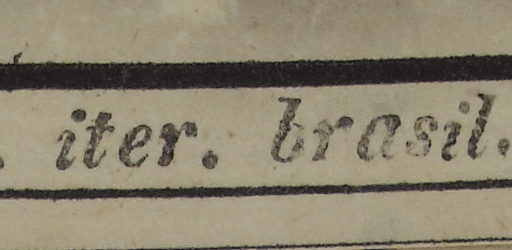 . iter. brasil.